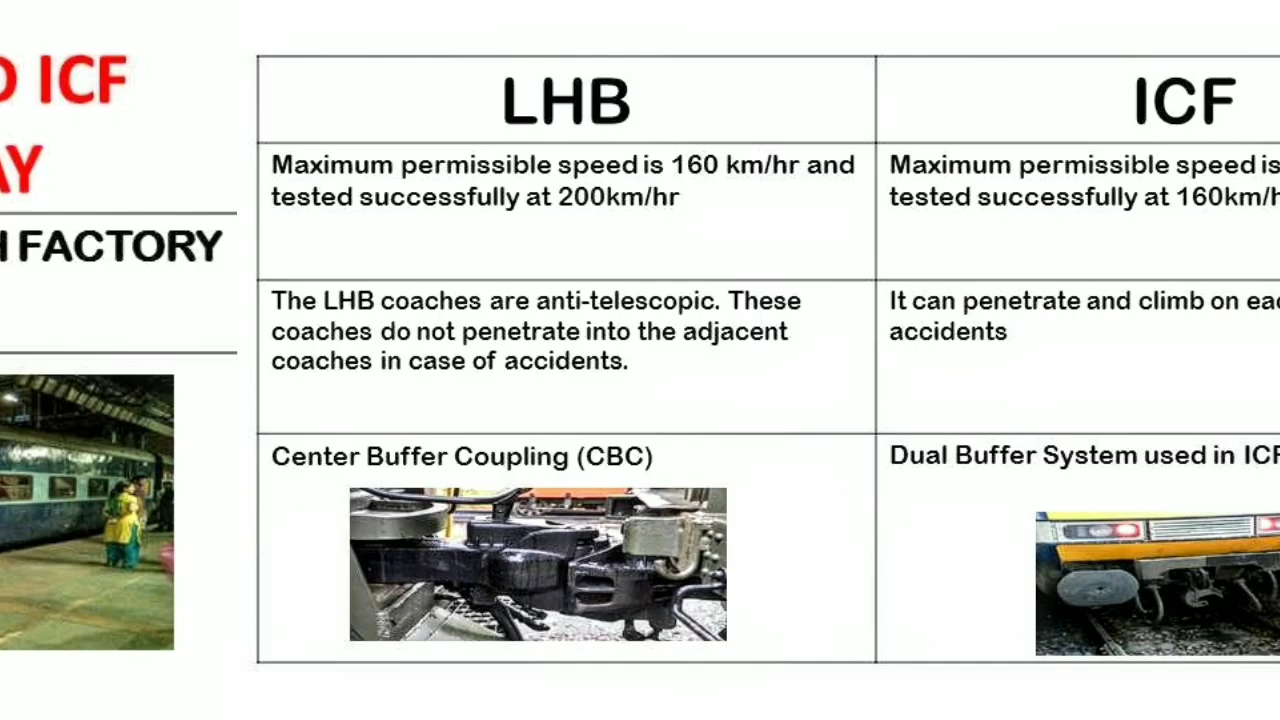 ICF
FACTORY
LHB
ICF
Maximum permissible speed is 160 km/hr and
tested successfully at 200km/hr
Maximum permissible speed is
tested successfully at 160km/h
The LHB coaches are anti-telescopic. These
coaches do not penetrate into the adjacent
coaches in case of accidents.
It can penetrate and climb on
accidents
Center Buffer Coupling (CBC)
Dual Buffer System used in ICF